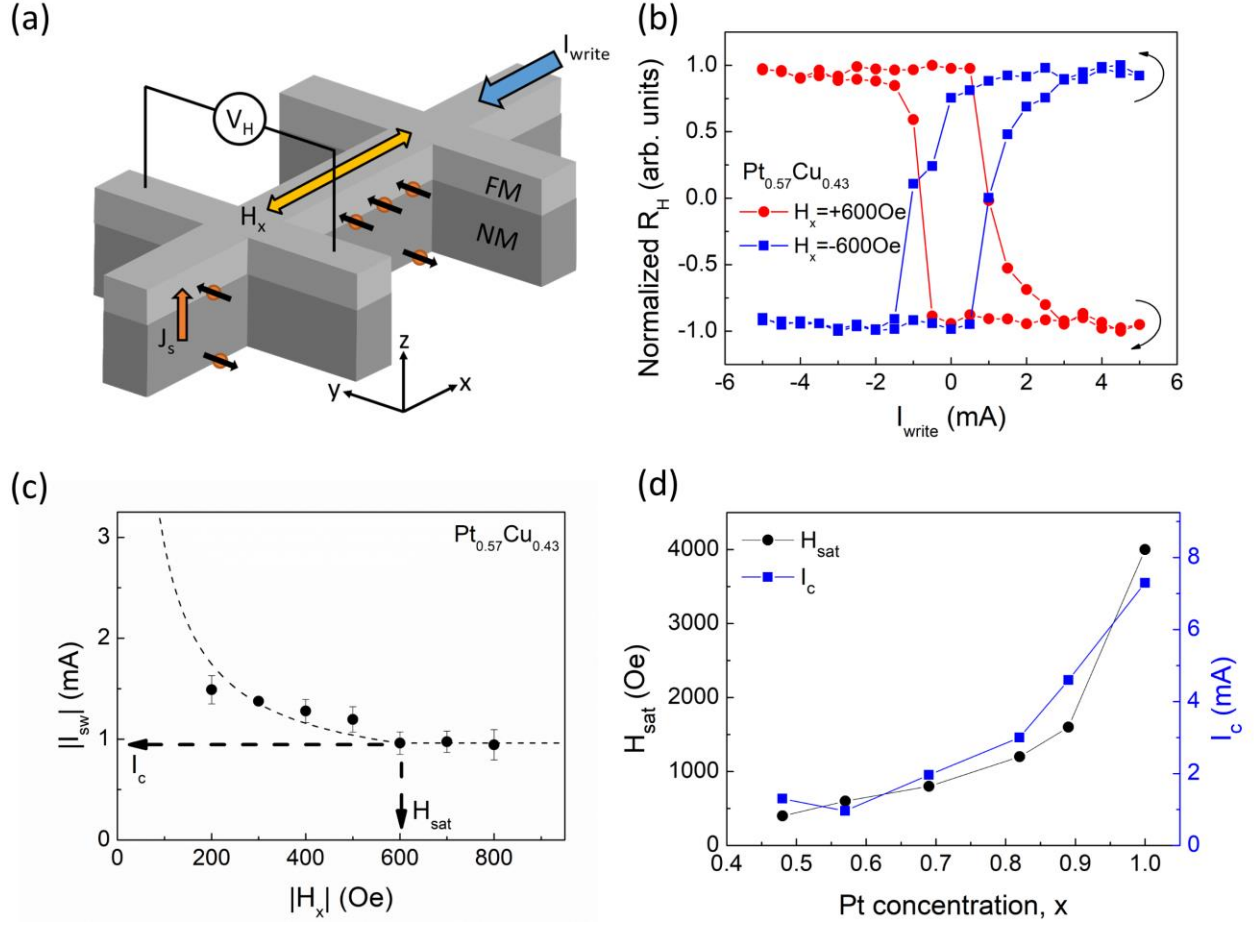 (a)
I_write
V_H
H_x
FM
NM
J_s
z
y
x
(b)
Normalized R_H (arb. units)
1.0
0.5
0.0
-0.5
-1.0
Pt_0.57Cu_0.43
H_x=+600Oe
H_x=-600Oe
-6 -4 -2 0 2 4 6
I_write (mA)
(c)
|I_sw| (mA)
3
2
1
0
Pt_0.57Cu_0.43
I_c
H_sat
0 200 400 600 800
|H_x| (Oe)
(d)
H_sat (Oe)
4000
3000
2000
1000
0
H_sat
I_c
8
6
4
2
0
I_c (mA)
0.4 0.5 0.6 0.7 0.8 0.9 1.0
Pt concentration, x